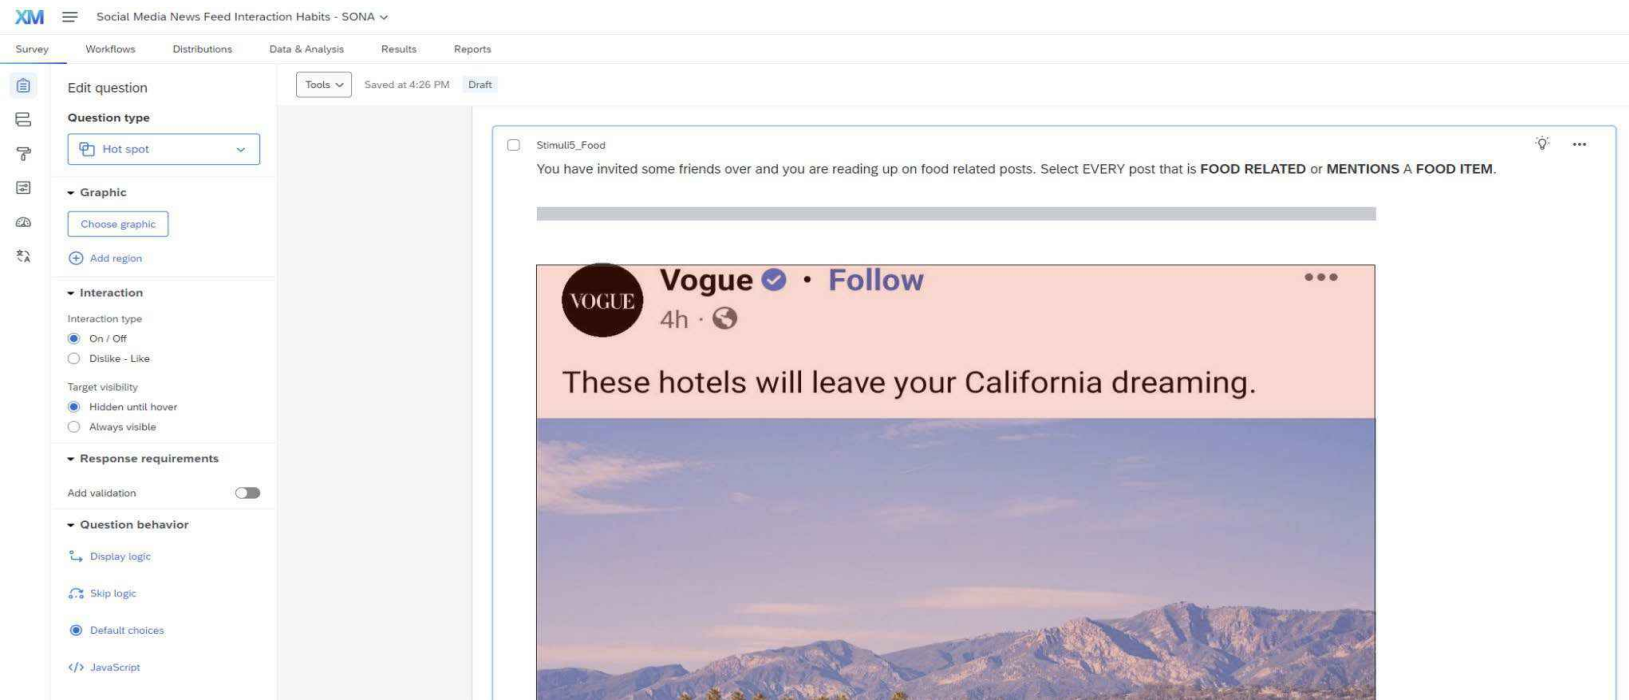 XM
Social Media News Feed Interaction Habits - SONA
Survey
Workflows
Distributions
Data & Analysis
Results
Reports
Edit question
Question type
Hot spot
Graphic
Choose graphic
Add region
Interaction
Interaction type
On / Off
Dislike - Like
Target visibility
Hidden until hover
Always visible
Response requirements
Add validation
Question behavior
Display logic
Skip logic
Default choices
</> JavaScript
Tools
Saved at 4:26 PM
Draft
Stimuli5_Food
You have invited some friends over and you are reading up on food related posts. Select EVERY post that is FOOD RELATED or MENTIONS A FOOD ITEM.
VOGUE
Vogue • Follow
4h ·
These hotels will leave your California dreaming.